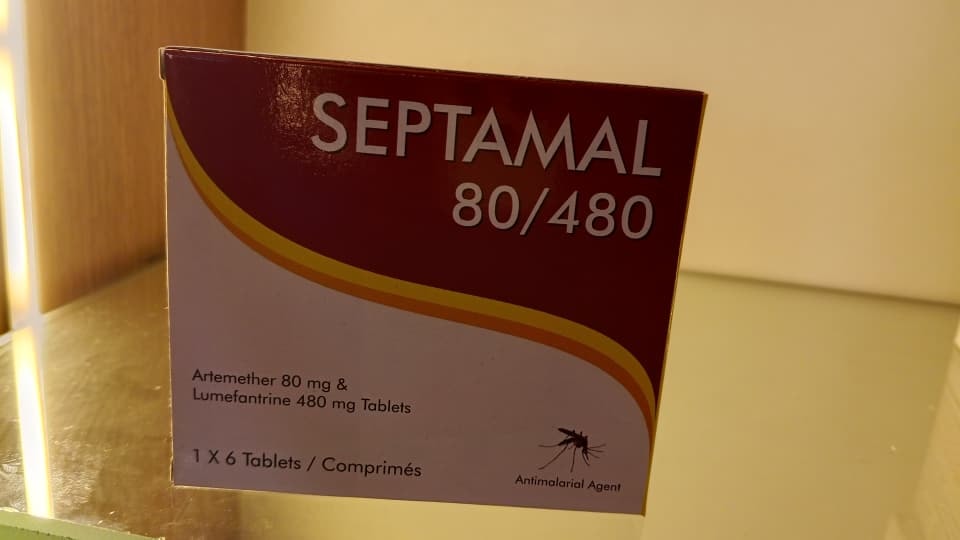 SEPTAMAL
80/480
Artemether 80 mg &
Lumefantrine 480 mg Tablets
1 X 6 Tablets / Comprimés
Antimalarial Agent